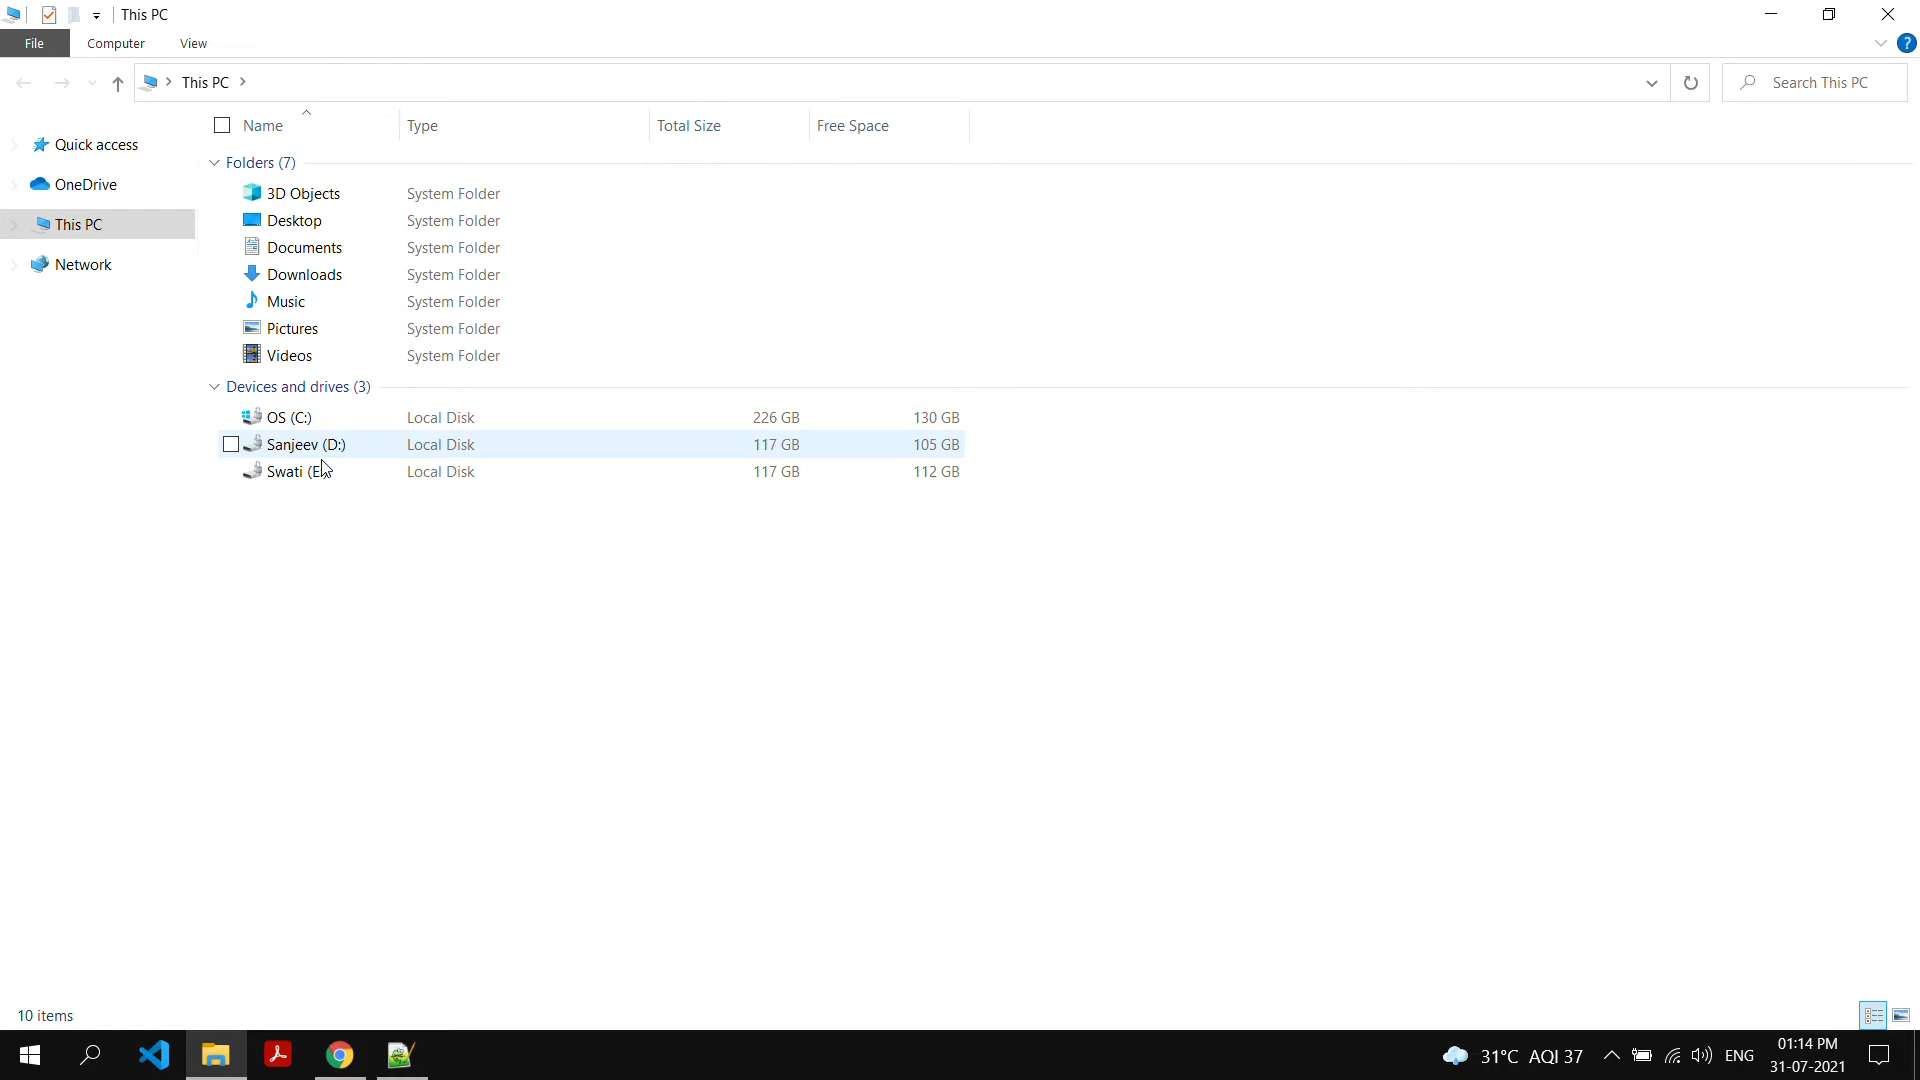 This PC
File Computer View
This PC Search This PC
Name Type Total Size Free Space
Quick access
OneDrive
This PC
Network
Folders (7)
3D Objects System Folder
Desktop System Folder
Documents System Folder
Downloads System Folder
Music System Folder
Pictures System Folder
Videos System Folder
Devices and drives (3)
OS (C:) Local Disk 226 GB 130 GB
Sanjeev (D:) Local Disk 117 GB 105 GB
Swati (E Local Disk 117 GB 112 GB
10 items
31°C AQI 37 ENG 01:14 PM
31-07-2021